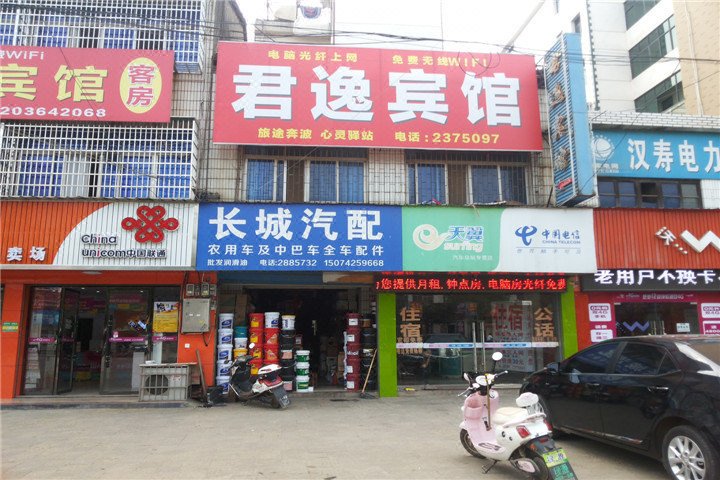 WiFi
宾馆 客房
203642068
电脑光纤上网 免费无线WIFI
君逸宾馆
旅途奔波 心灵驿站 电话:2375097
汉寿电力
卖场
China
unicom中国联通
长城汽配
农用车及中巴车全车配件
批发润滑油 电话:2885732 15074259668
天翼
中国电信
CHINA TELECOM
您提供月租、钟点房、电脑房光纤免费
老用户不换卡
住宿
公话